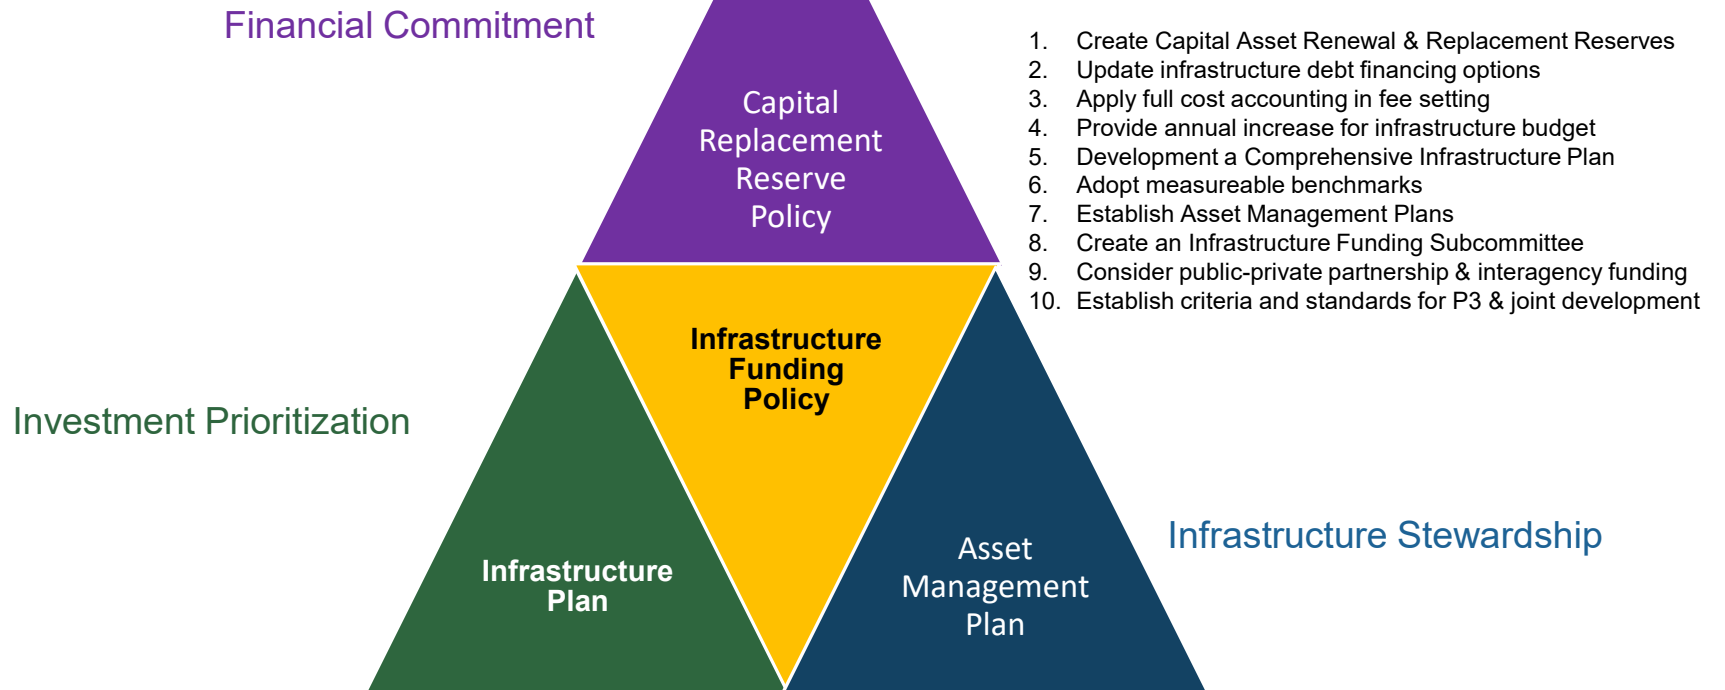 Financial Commitment
1. Create Capital Asset Renewal & Replacement Reserves
2. Update infrastructure debt financing options
3. Apply full cost accounting in fee setting
4. Provide annual increase for infrastructure budget
5. Development a Comprehensive Infrastructure Plan
6. Adopt measureable benchmarks
7. Establish Asset Management Plans
8. Create an Infrastructure Funding Subcommittee
9. Consider public-private partnership & interagency funding
10. Establish criteria and standards for P3 & joint development
Capital
Replacement
Reserve
Policy
Infrastructure
Funding
Policy
Investment Prioritization
Infrastructure
Plan
Asset
Management
Plan
Infrastructure Stewardship